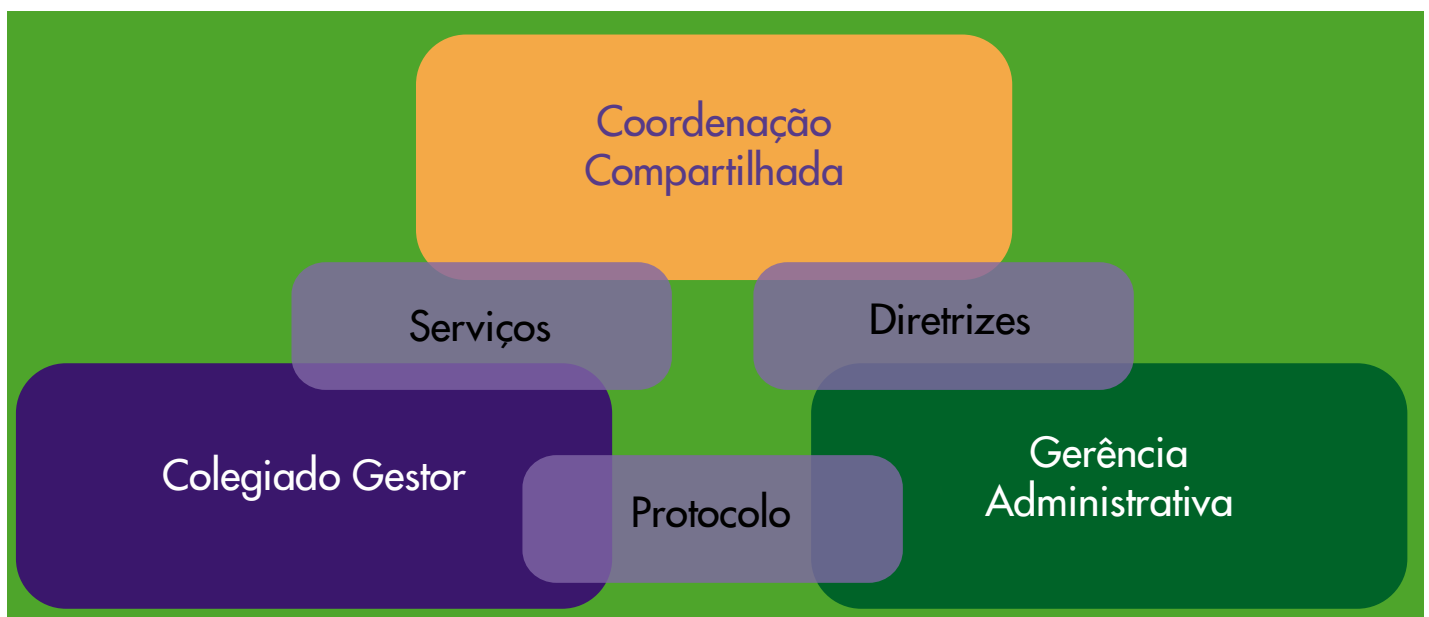 Coordenação
Compartilhada
Serviços
Diretrizes
Colegiado Gestor
Gerência
Administrativa
Protocolo